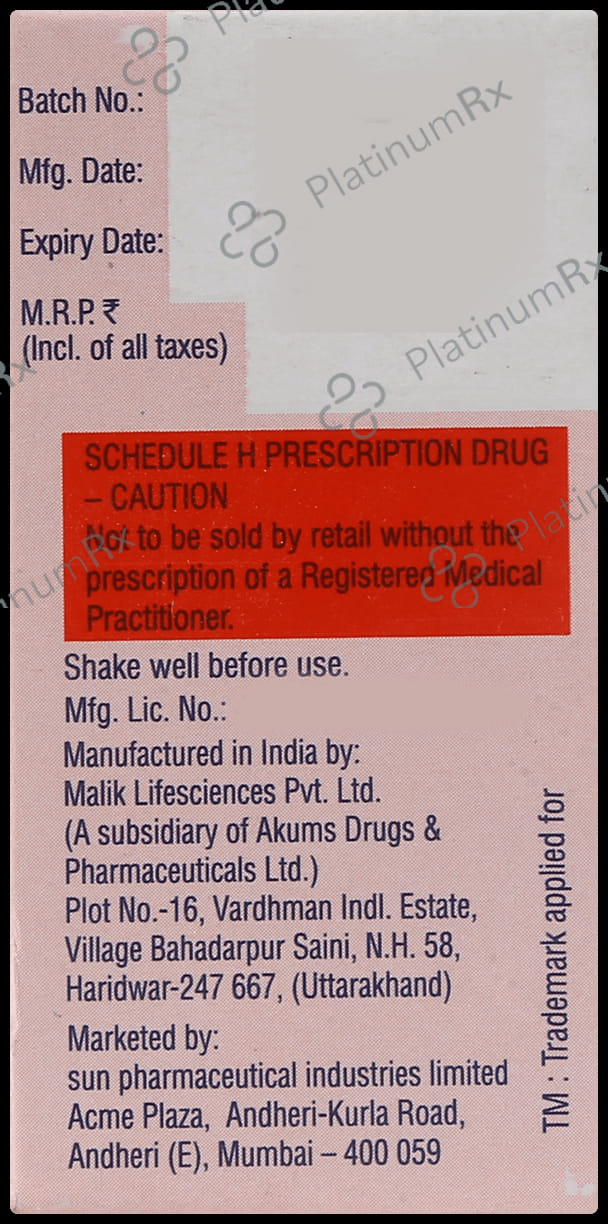 PlatinumRx
Batch No.:
PlatinumRx
Mfg. Date:
Expiry Date:
M.R.P. ₹
(Incl. of all taxes)
PlatinumRx
SCHEDULE H PRESCRIPTION DRUG
– CAUTION
Not to be sold by retail without the
prescription of a Registered Medical
Practitioner.
Shake well before use.
Mfg. Lic. No.:
Manufactured in India by:
Malik Lifesciences Pvt. Ltd.
(A subsidiary of Akums Drugs &
Pharmaceuticals Ltd.)
Plot No.-16, Vardhman Indl. Estate,
Village Bahadarpur Saini, N.H. 58,
Haridwar-247 667, (Uttarakhand)
Marketed by:
sun pharmaceutical industries limited
Acme Plaza, Andheri-Kurla Road,
Andheri (E), Mumbai – 400 059
TM : Trademark applied for